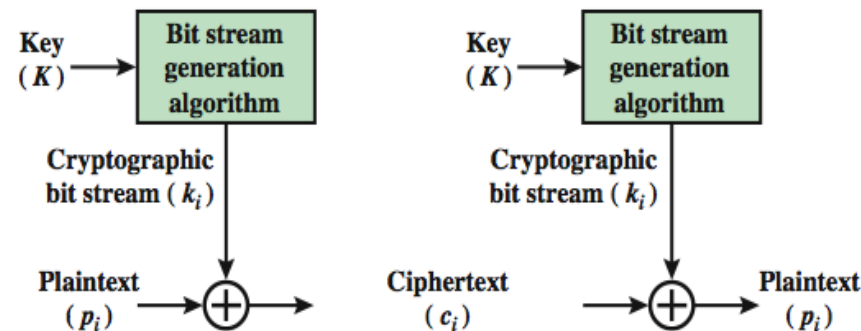 Key
(K)
Bit stream
generation
algorithm
Cryptographic
bit stream (kᵢ)
Plaintext
(pᵢ)
Key
(K)
Bit stream
generation
algorithm
Cryptographic
bit stream (kᵢ)
Ciphertext
(cᵢ)
Plaintext
(pᵢ)